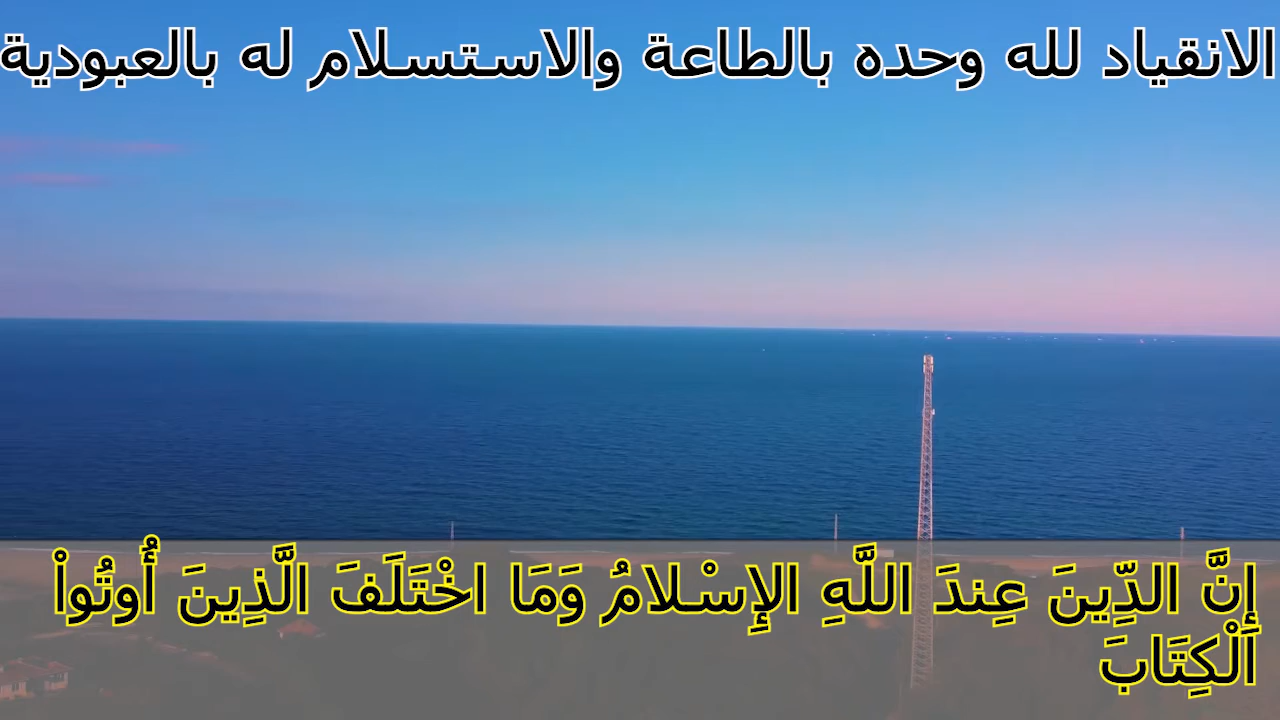 الانقياد لله وحده بالطاعة والاستسلام له بالعبودية
إِنَّ الدِّينَ عِندَ اللَّهِ الإِسْلامُ وَمَا اخْتَلَفَ الَّذِينَ أُوتُواْ
الْكِتَابَ